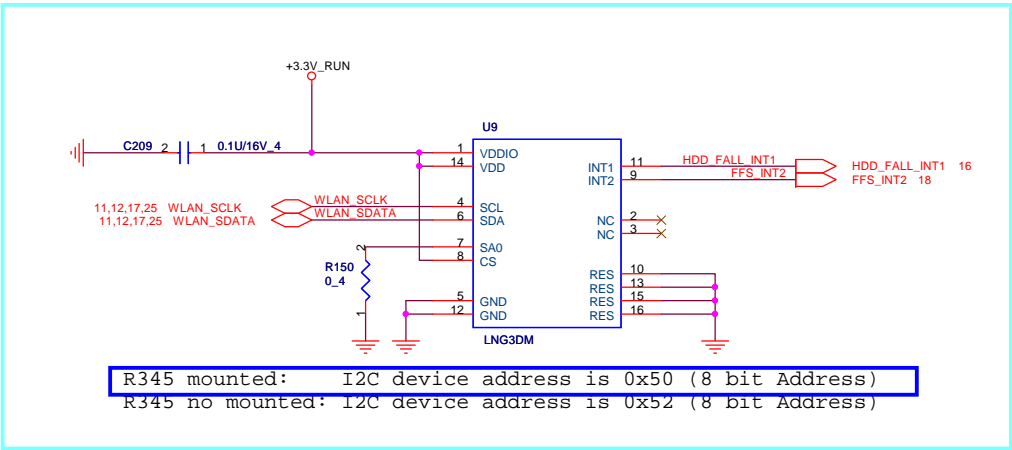 +3.3V_RUN
U9
C209 2 1 0.1U/16V_4
1 VDDIO
14 VDD
INT1 11 HDD_FALL_INT1 HDD_FALL_INT1 16
INT2 9 FFS_INT2 FFS_INT2 18
11,12,17,25 WLAN_SCLK WLAN_SCLK 4 SCL
11,12,17,25 WLAN_SDATA WLAN_SDATA 6 SDA
NC 2
NC 3
2 7 SA0
8 CS
R150
0_4
1
RES 10
RES 13
5 GND RES 15
12 GND RES 16
LNG3DM
R345 mounted: I2C device address is 0x50 (8 bit Address)
R345 no mounted: I2C device address is 0x52 (8 bit Address)